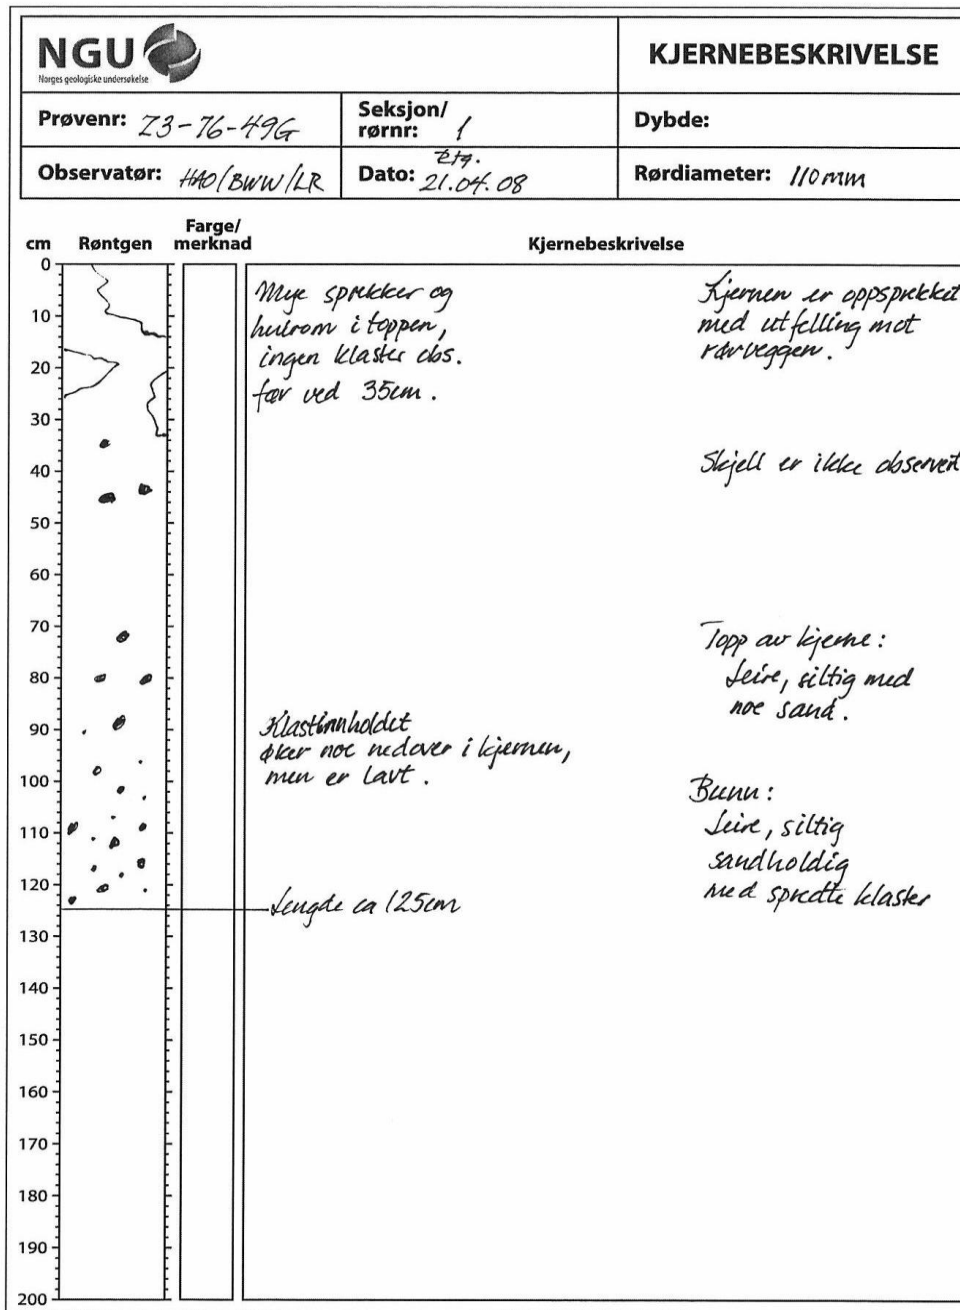 NGU
Norges geologiske undersøkelse
KJERNEBESKRIVELSE
Prøvenr: Z3-76-49G
Seksjon/
rørnr: 1
Dybde:
Observatør: HAO/BWW/LR
Dato: 21.04.08
Rørdiameter: 110mm
cm Røntgen Farge/
merknad
Kjernebeskrivelse
0
10
20
30
40
50
60
70
80
90
100
110
120
130
140
150
160
170
180
190
200
Mye sprekker og
hulrom i toppen,
ingen klaster obs.
før ved 35cm.
Klastinnholdet
øker noe nedover i kjernen,
men er lavt.
Lengde ca 125cm
Kjernen er oppsprekket
med utfelling mot
rørveggen.
Skjell er ikke observert
Topp av kjerne:
Leire, siltig med
noe sand.
Bunn:
Leire, siltig
sandholdig
med spredte klaster